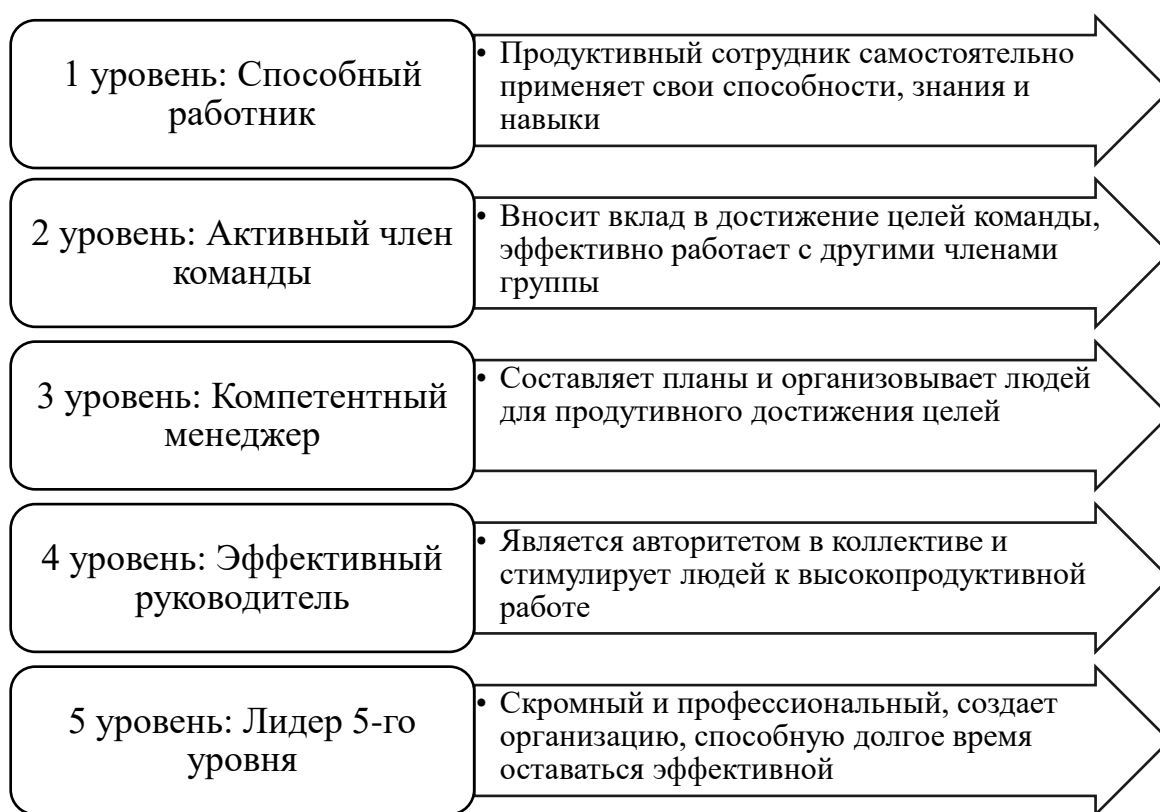 1 уровень: Способный
работник
• Продуктивный сотрудник самостоятельно
применяет свои способности, знания и
навыки
2 уровень: Активный член
команды
• Вносит вклад в достижение целей команды,
эффективно работает с другими членами
группы
3 уровень: Компетентный
менеджер
• Составляет планы и организовывает людей
для продутивного достижения целей
4 уровень: Эффективный
руководитель
• Является авторитетом в коллективе и
стимулирует людей к высокопродуктивной
работе
5 уровень: Лидер 5-го
уровня
• Скромный и профессиональный, создает
организацию, способную долгое время
оставаться эффективной